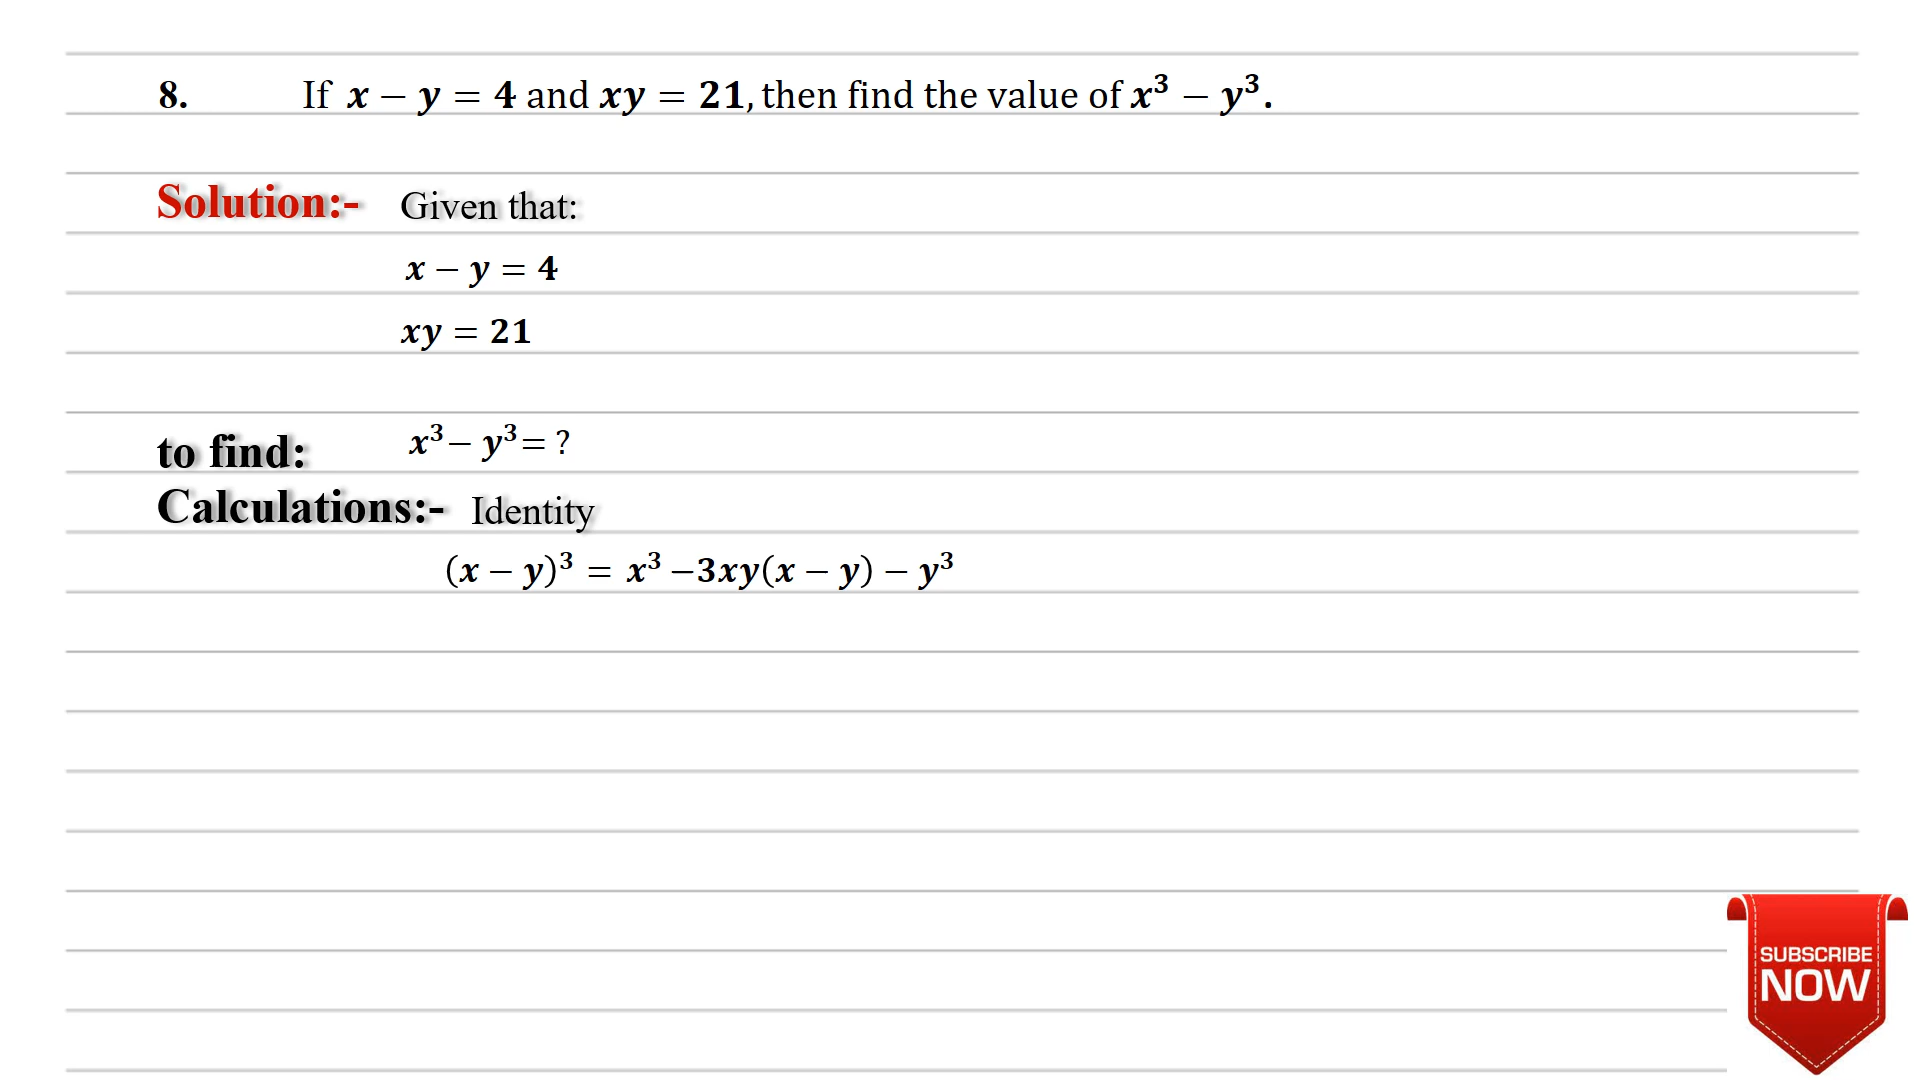 8. If x − y = 4 and xy = 21, then find the value of x³ − y³.
Solution:- Given that:
x − y = 4
xy = 21
to find: x³− y³= ?
Calculations:- Identity
(x − y)³ = x³ −3xy(x − y) − y³
SUBSCRIBE
NOW